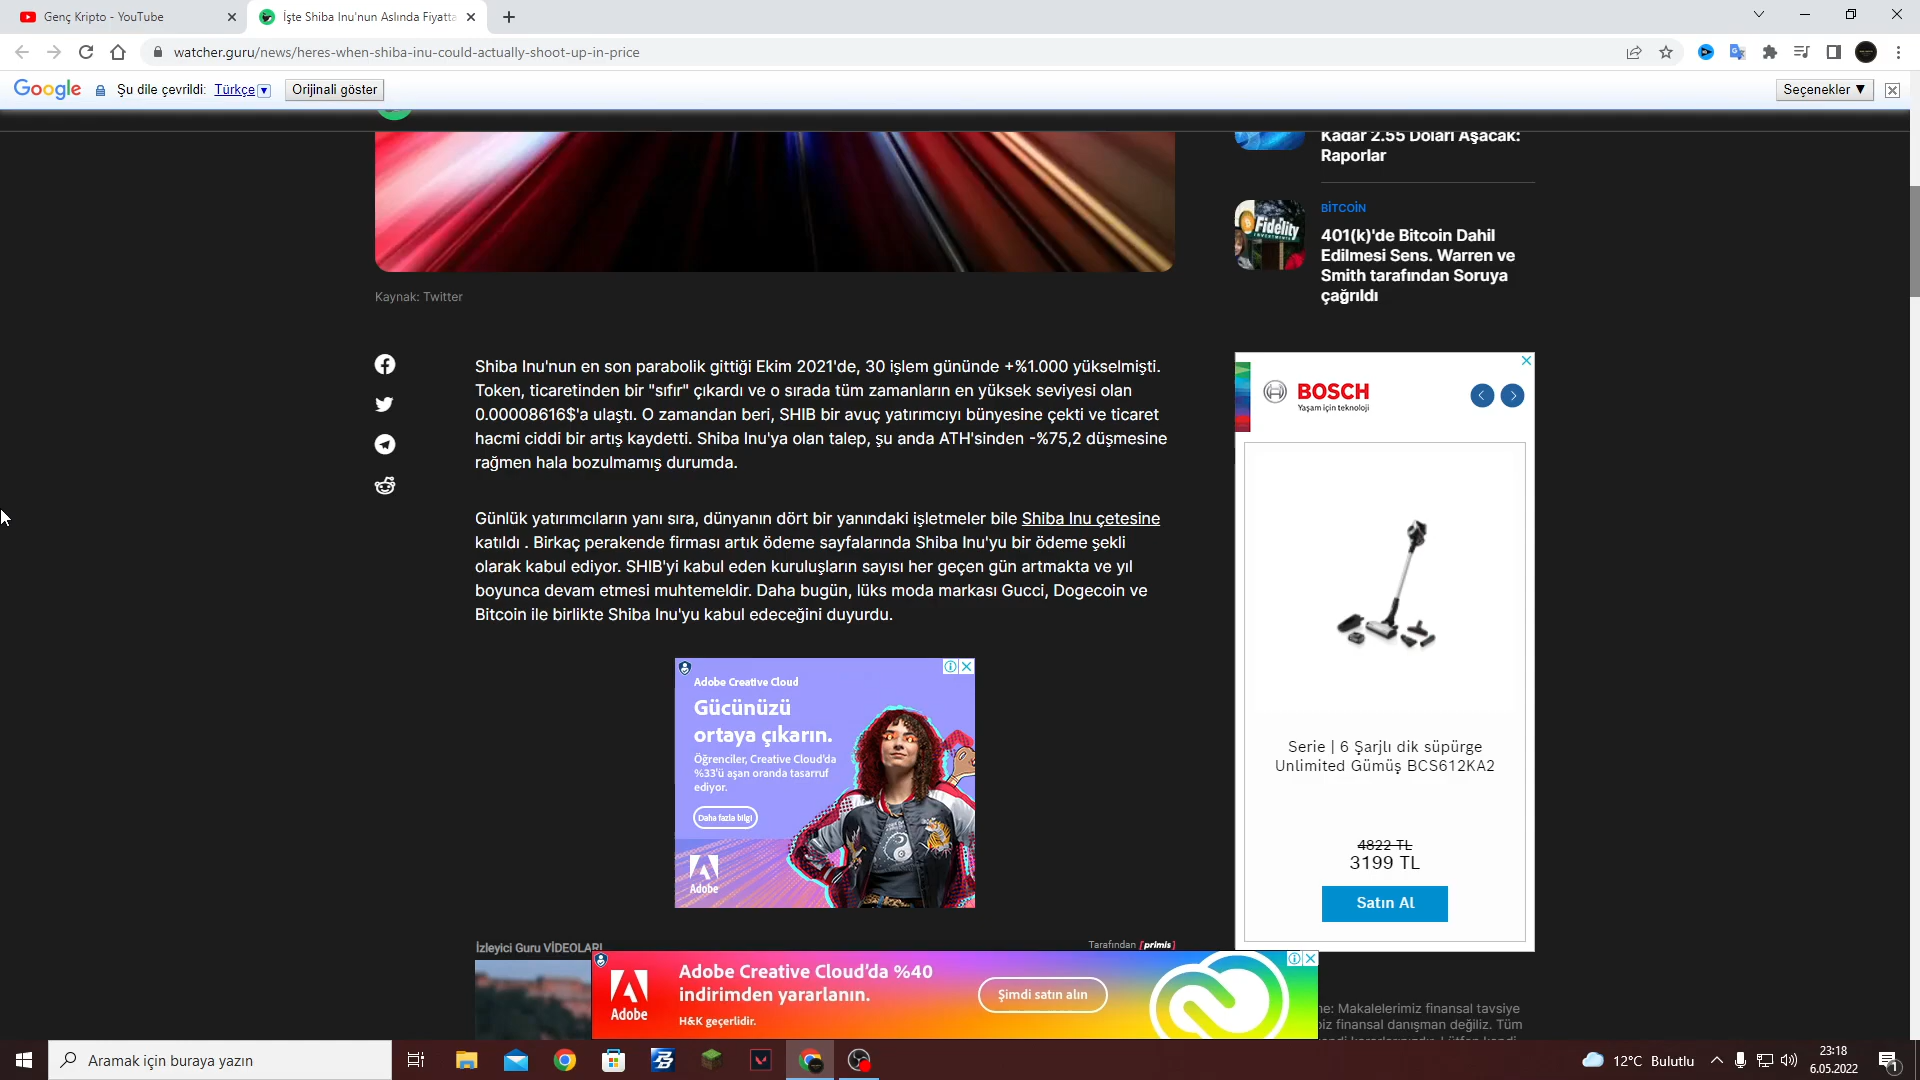 Genç Kripto - YouTube
İşte Shiba Inu'nun Aslında Fiyatta
watcher.guru/news/heres-when-shiba-inu-could-actually-shoot-up-in-price
Google Şu dile çevrildi: Türkçe Orijinali göster
Seçenekler ▼
Kadar 2.55 Doları Aşacak:
Raporlar
BİTCOİN
Fidelity
INVESTMENTS
401(k)'de Bitcoin Dahil
Edilmesi Sens. Warren ve
Smith tarafından Soruya
çağrıldı
Kaynak: Twitter
Shiba Inu'nun en son parabolik gittiği Ekim 2021'de, 30 işlem gününde +%1.000 yükselmişti.
Token, ticaretinden bir "sıfır" çıkardı ve o sırada tüm zamanların en yüksek seviyesi olan
0.00008616$'a ulaştı. O zamandan beri, SHIB bir avuç yatırımcıyı bünyesine çekti ve ticaret
hacmi ciddi bir artış kaydetti. Shiba Inu'ya olan talep, şu anda ATH'sinden -%75,2 düşmesine
rağmen hala bozulmamış durumda.
Günlük yatırımcıların yanı sıra, dünyanın dört bir yanındaki işletmeler bile Shiba Inu çetesine
katıldı . Birkaç perakende firması artık ödeme sayfalarında Shiba Inu'yu bir ödeme şekli
olarak kabul ediyor. SHIB'yi kabul eden kuruluşların sayısı her geçen gün artmakta ve yıl
boyunca devam etmesi muhtemeldir. Daha bugün, lüks moda markası Gucci, Dogecoin ve
Bitcoin ile birlikte Shiba Inu'yu kabul edeceğini duyurdu.
BOSCH
Yaşam için teknoloji
Serie | 6 Şarjlı dik süpürge
Unlimited Gümüş BCS612KA2
4822 TL
3199 TL
Satın Al
Adobe Creative Cloud
Gücünüzü
ortaya çıkarın.
Öğrenciler, Creative Cloud'da
%33'ü aşan oranda tasarruf
ediyor.
Daha fazla bilgi
Adobe
İzleyici Guru VİDEOLARI
Tarafından [primis]
Adobe Creative Cloud'da %40
indirimden yararlanın.
H&K geçerlidir.
Adobe
Şimdi satın alın
ne: Makalelerimiz finansal tavsiye
biz finansal danışman değiliz. Tüm
Aramak için buraya yazın
12°C Bulutlu
23:18
6.05.2022
1